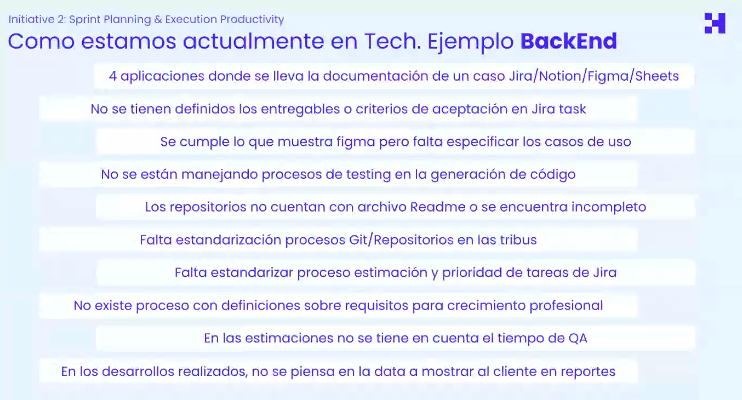 Initiative 2: Sprint Planning & Execution Productivity
Como estamos actualmente en Tech. Ejemplo BackEnd
4 aplicaciones donde se lleva la documentación de un caso Jira/Notion/Figma/Sheets
No se tienen definidos los entregables o criterios de aceptación en Jira task
Se cumple lo que muestra figma pero falta especificar los casos de uso
No se están manejando procesos de testing en la generación de código
Los repositorios no cuentan con archivo Readme o se encuentra incompleto
Falta estandarización procesos Git/Repositorios en las tribus
Falta estandarizar proceso estimación y prioridad de tareas de Jira
No existe proceso con definiciones sobre requisitos para crecimiento profesional
En las estimaciones no se tiene en cuenta el tiempo de QA
En los desarrollos realizados, no se piensa en la data a mostrar al cliente en reportes